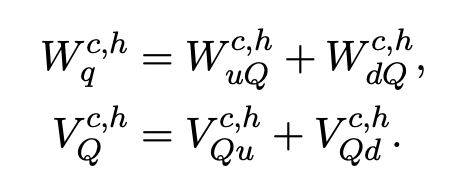 W_q^{c,h} = W_{uQ}^{c,h} + W_{dQ}^{c,h},
V_Q^{c,h} = V_{Qu}^{c,h} + V_{Qd}^{c,h}.